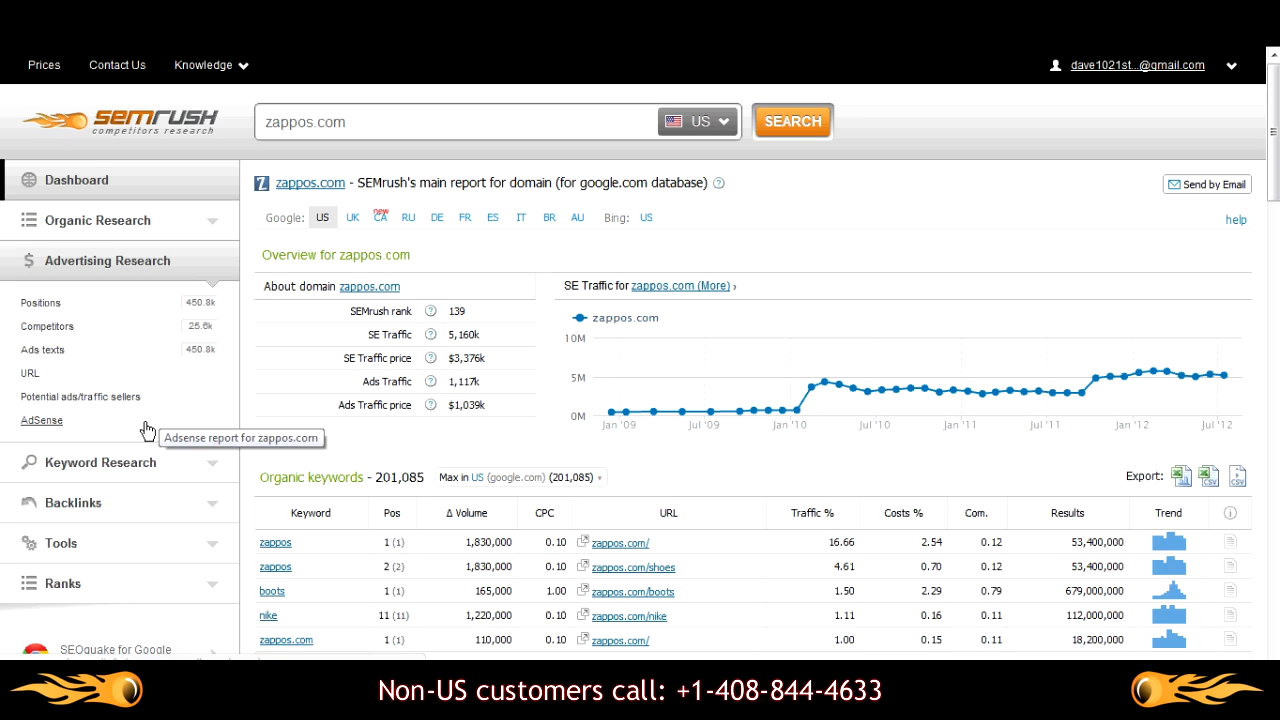 Prices Contact Us Knowledge dave1021st...@gmail.com
SEMRUSH
competitors research
zappos.com US SEARCH
Dashboard
Organic Research
Advertising Research
Positions 450.8k
Competitors 25.6k
Ads texts 450.8k
URL
Potential ads/traffic sellers
AdSense
Adsense report for zappos.com
Keyword Research
Backlinks
Tools
Ranks
SEOquake for Google
Z zappos.com - SEMrush's main report for domain (for google.com database) ? Send by Email
Google: US UK CA new RU DE FR ES IT BR AU Bing: US help
Overview for zappos.com
About domain zappos.com
SEMrush rank ? 139
SE Traffic ? 5,160k
SE Traffic price ? $3,376k
Ads Traffic ? 1,117k
Ads Traffic price ? $1,039k
SE Traffic for zappos.com (More) ›
zappos.com
10M
5M
0M
Jan '09 Jul '09 Jan '10 Jul '10 Jan '11 Jul '11 Jan '12 Jul '12
Organic keywords - 201,085 Max in US (google.com) (201,085) Export: CSV CSV
Keyword Pos Δ Volume CPC URL Traffic % Costs % Com. Results Trend i
zappos 1 (1) 1,830,000 0.10 zappos.com/ 16.66 2.54 0.12 53,400,000
zappos 2 (2) 1,830,000 0.10 zappos.com/shoes 4.61 0.70 0.12 53,400,000
boots 1 (1) 165,000 1.00 zappos.com/boots 1.50 2.29 0.79 679,000,000
nike 11 (11) 1,220,000 0.10 zappos.com/nike 1.11 0.16 0.11 112,000,000
zappos.com 1 (1) 110,000 0.10 zappos.com/ 1.00 0.15 0.11 18,200,000
Non-US customers call: +1-408-844-4633